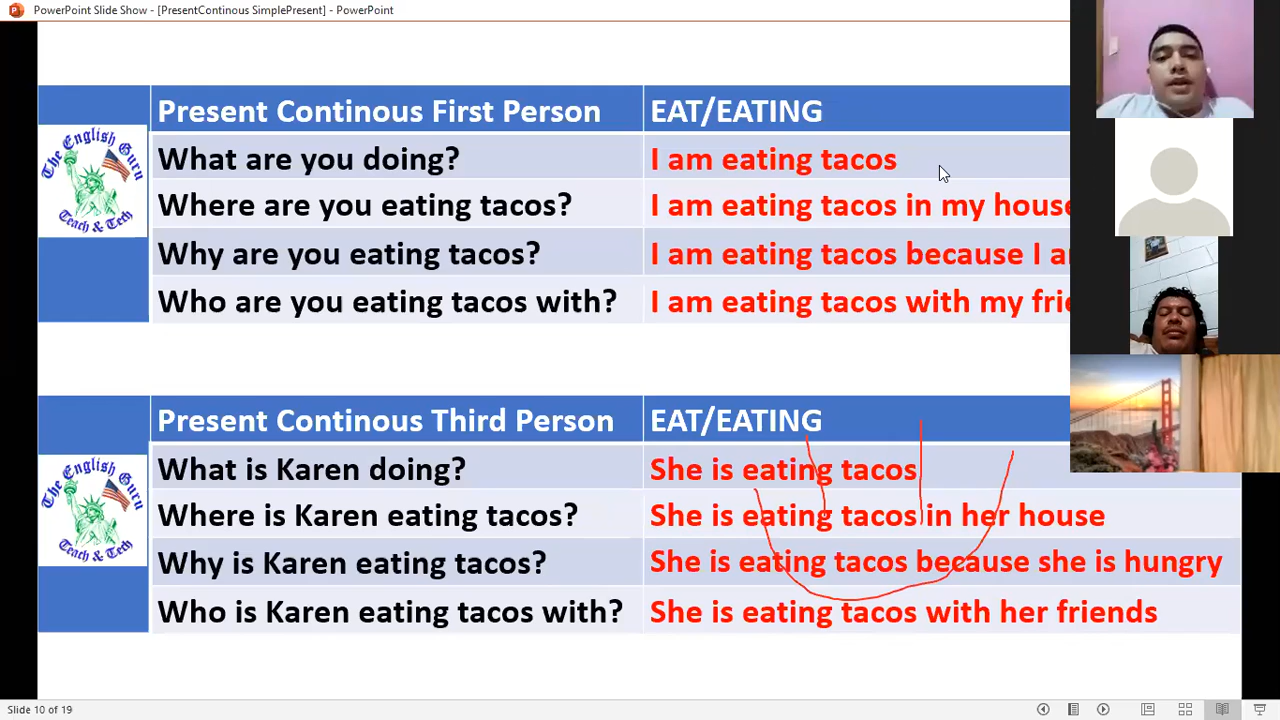 PowerPoint Slide Show - [PresentContinous SimplePresent] - PowerPoint
Present Continous First Person EAT/EATING
The English Guru
Teach & Tech
What are you doing? I am eating tacos
Where are you eating tacos? I am eating tacos in my house
Why are you eating tacos? I am eating tacos because I
Who are you eating tacos with? I am eating tacos with my
Present Continous Third Person EAT/EATING
The English Guru
Teach & Tech
What is Karen doing? She is eating tacos
Where is Karen eating tacos? She is eating tacos in her house
Why is Karen eating tacos? She is eating tacos because she is hungry
Who is Karen eating tacos with? She is eating tacos with her friends
Slide 10 of 19